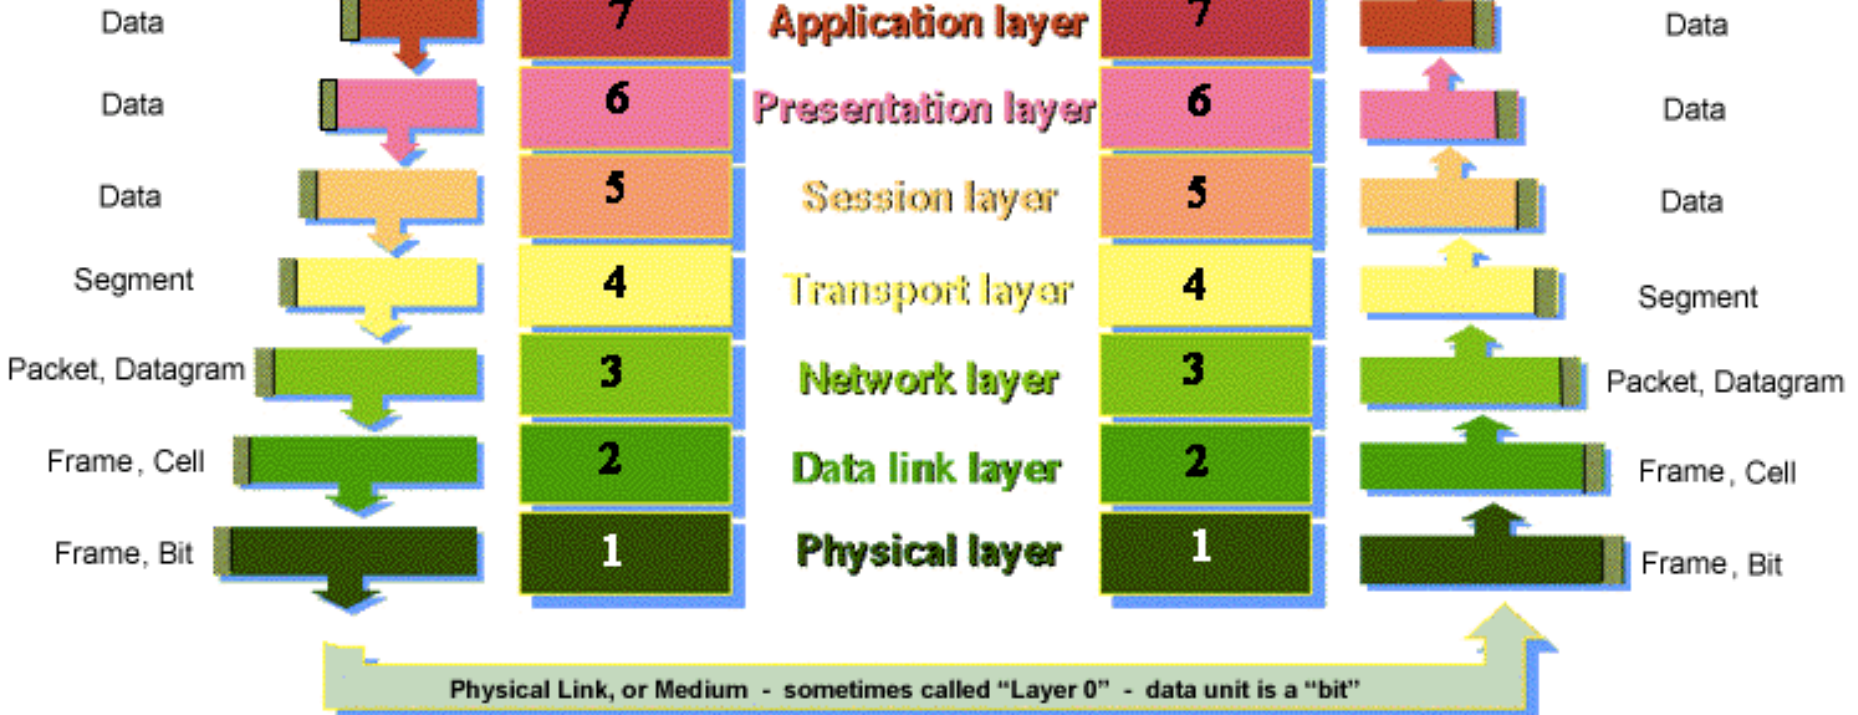 Data 7 Application layer 7 Data
Data 6 Presentation layer 6 Data
Data 5 Session layer 5 Data
Segment 4 Transport layer 4 Segment
Packet, Datagram 3 Network layer 3 Packet, Datagram
Frame, Cell 2 Data link layer 2 Frame, Cell
Frame, Bit 1 Physical layer 1 Frame, Bit
Physical Link, or Medium - sometimes called “Layer 0” - data unit is a “bit”